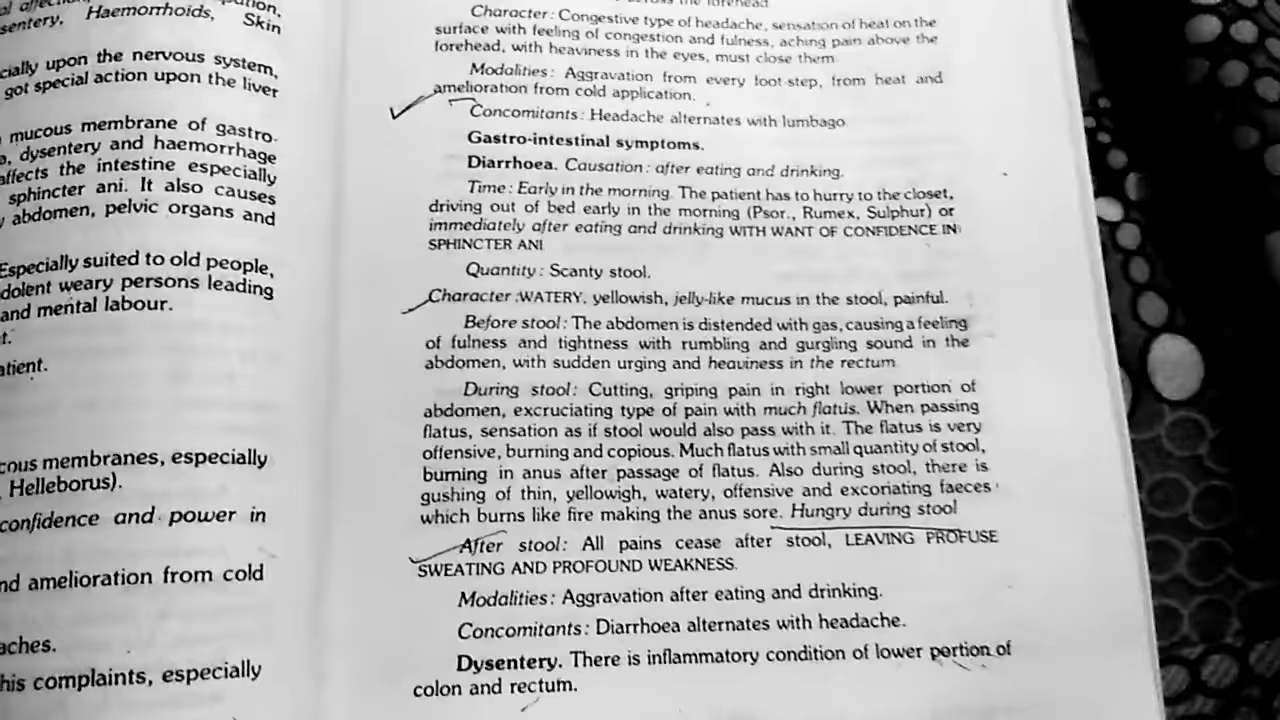 sentery, Haemorrhoids, Skin
cially upon the nervous system,
got special action upon the liver
mucous membrane of gastro-
a, dysentery and haemorrhage
affects the intestine especially
sphincter ani. It also causes
y abdomen, pelvic organs and
Especially suited to old people,
dolent weary persons leading
and mental labour.
t.
atient.
cous membranes, especially
Helleborus).
confidence and power in
nd amelioration from cold
aches.
his complaints, especially
across the forehead
Character: Congestive type of headache, sensation of heat on the
surface with feeling of congestion and fulness, aching pain above the
forehead, with heaviness in the eyes, must close them
Modalities: Aggravation from every foot-step, from heat and
amelioration from cold application.
Concomitants: Headache alternates with lumbago
Gastro-intestinal symptoms.
Diarrhoea. Causation: after eating and drinking.
Time: Early in the morning. The patient has to hurry to the closet,
driving out of bed early in the morning (Psor., Rumex, Sulphur) or
immediately after eating and drinking WITH WANT OF CONFIDENCE IN
SPHINCTER ANI
Quantity: Scanty stool.
Character :WATERY, yellowish, jelly-like mucus in the stool, painful.
Before stool: The abdomen is distended with gas, causing a feeling
of fulness and tightness with rumbling and gurgling sound in the
abdomen, with sudden urging and heaviness in the rectum
During stool: Cutting, griping pain in right lower portion of
abdomen, excruciating type of pain with much flatus. When passing
flatus, sensation as if stool would also pass with it. The flatus is very
offensive, burning and copious. Much flatus with small quantity of stool,
burning in anus after passage of flatus. Also during stool, there is
gushing of thin, yellowigh, watery, offensive and excoriating faeces
which burns like fire making the anus sore. Hungry during stool
After stool: All pains cease after stool, LEAVING PROFUSE
SWEATING AND PROFOUND WEAKNESS.
Modalities: Aggravation after eating and drinking.
Concomitants: Diarrhoea alternates with headache.
Dysentery. There is inflammatory condition of lower portion of
colon and rectum.